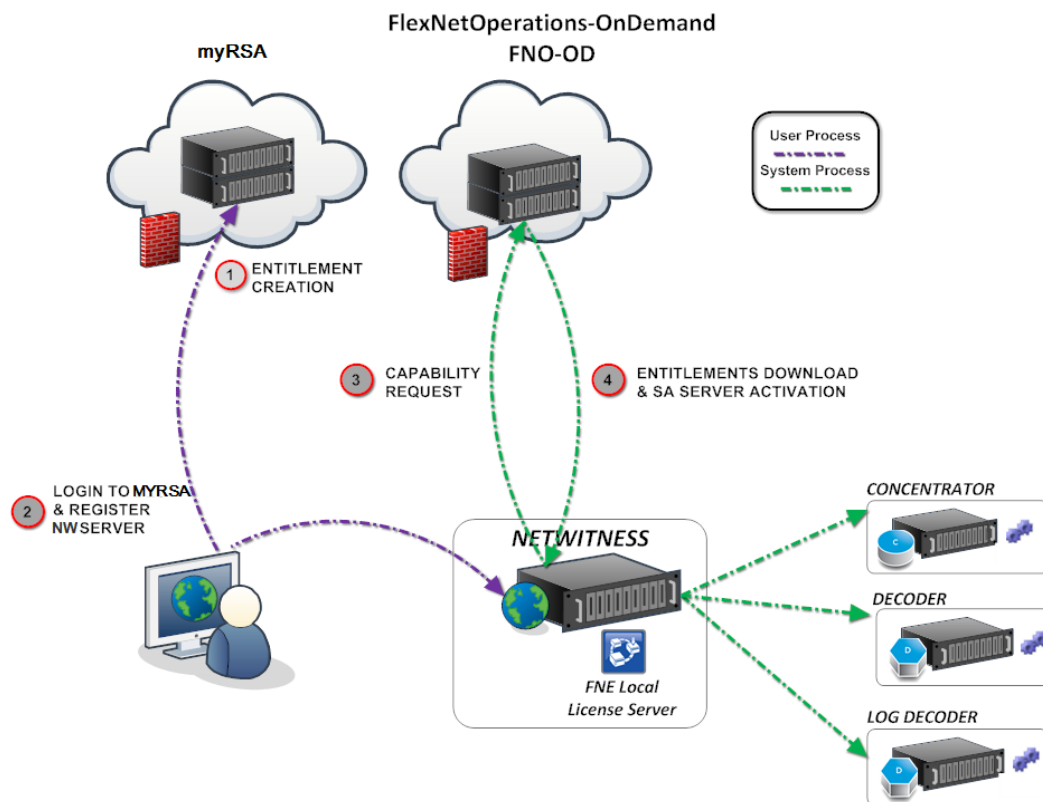 FlexNetOperations-OnDemand
FNO-OD
myRSA
User Process
System Process
1
ENTITLEMENT
CREATION
3
CAPABILITY
REQUEST
4
ENTITLEMENTS DOWNLOAD
& SA SERVER ACTIVATION
2
LOGIN TO MYRSA
& REGISTER
NWSERVER
NETWITNESS
FNE Local
License Server
CONCENTRATOR
C
DECODER
D
LOG DECODER
D